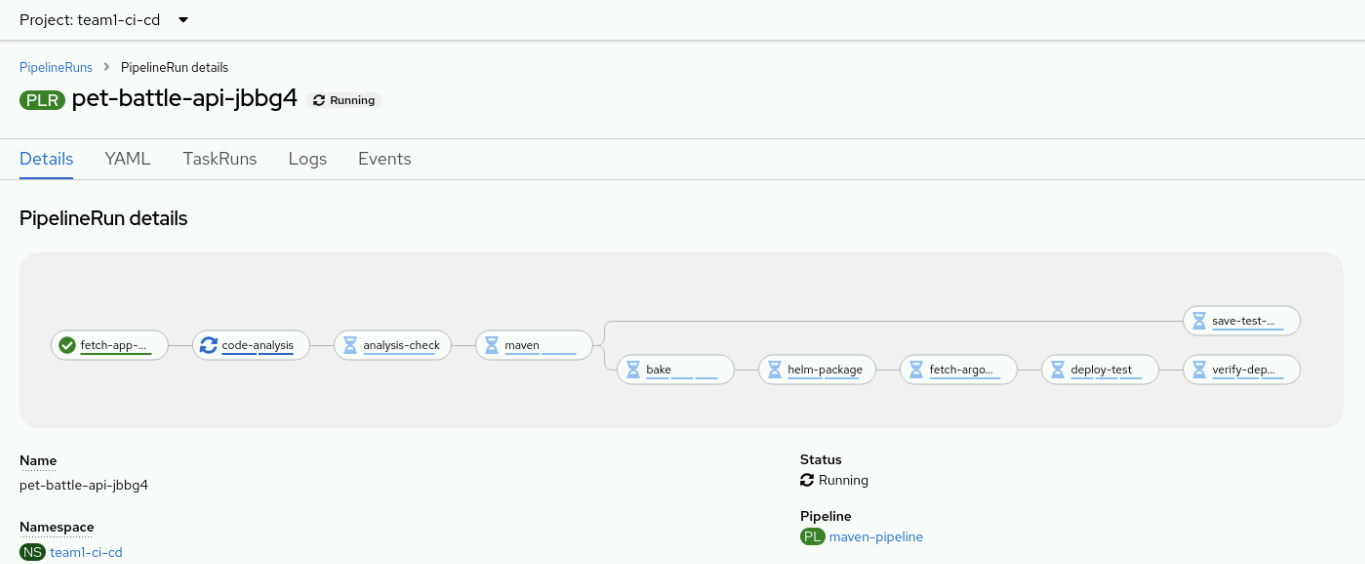 Project: team1-ci-cd
PipelineRuns > PipelineRun details
PLR pet-battle-api-jbbg4 Running
Details YAML TaskRuns Logs Events
PipelineRun details
save-test-...
fetch-app-... code-analysis analysis-check maven
bake helm-package fetch-argo... deploy-test verify-dep...
Name
pet-battle-api-jbbg4
Namespace
NS team1-ci-cd
Status
Running
Pipeline
PL maven-pipeline